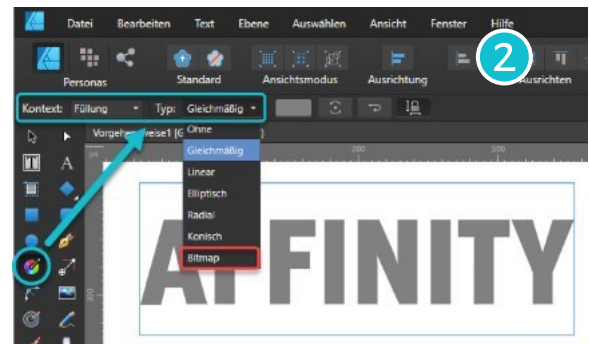 Datei Bearbeiten Text Ebene Auswählen Ansicht Fenster Hilfe
2
Personas Standard Ansichtsmodus Ausrichtung Ausrichten
Kontext: Füllung Typ: Gleichmäßig
Ohne
Gleichmäßig
Linear
Elliptisch
Radial
Konisch
Bitmap
AFFINITY